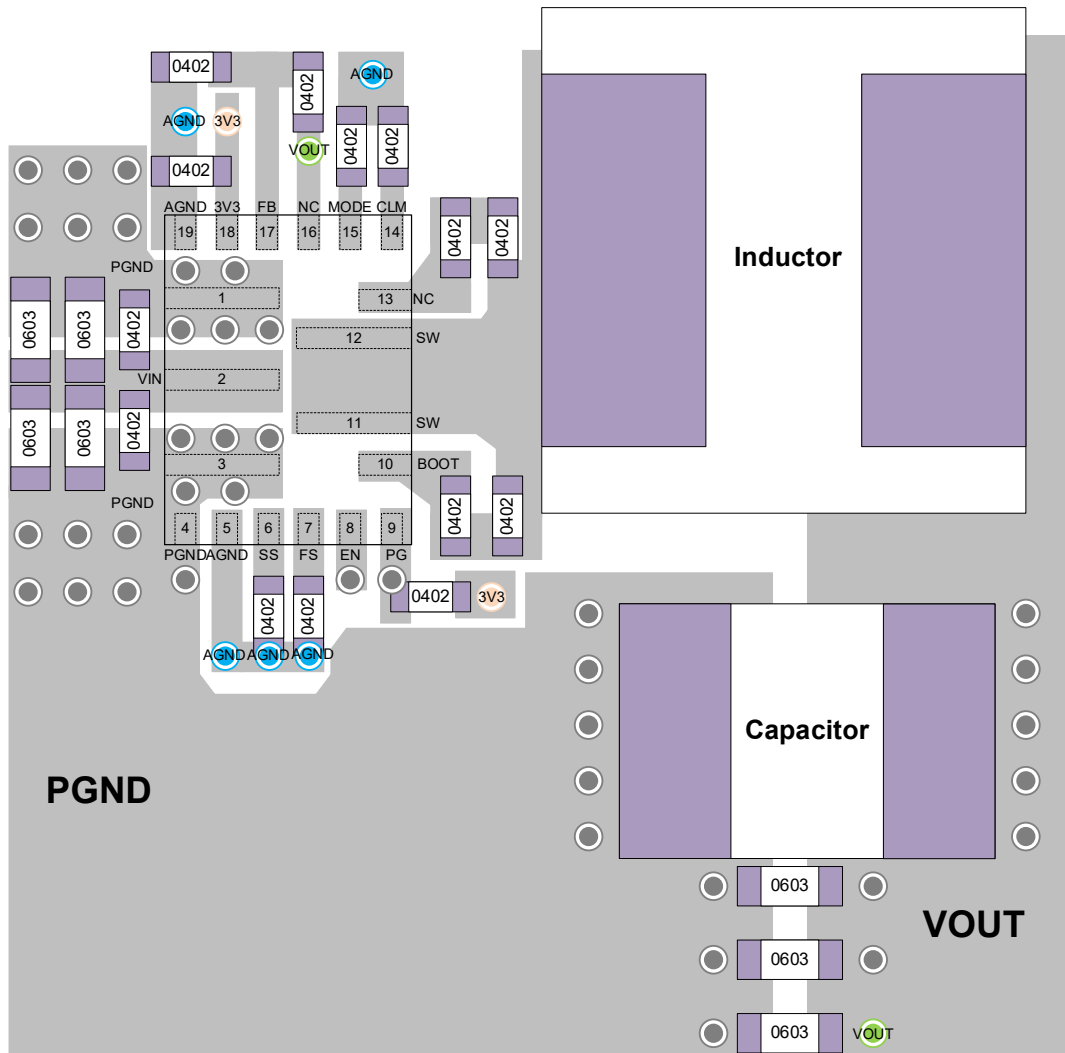 0402
0402
AGND
AGND
3V3
VOUT
0402
0402
0402
AGND
3V3
FB
NC
MODE
CLM
19
18
17
16
15
14
0402
0402
Inductor
PGND
1
13
NC
0603
0603
0402
12
SW
VIN
2
0603
0603
0402
11
SW
3
10
BOOT
PGND
0402
0402
4
5
6
7
8
9
PGND
AGND
SS
FS
EN
PG
0402
0402
0402
3V3
AGND
AGND
AGND
Capacitor
PGND
0603
VOUT
0603
0603
VOUT